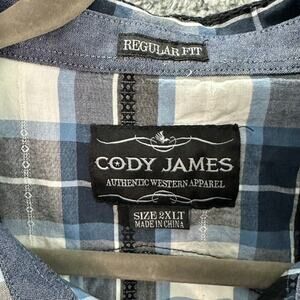 REGULAR FIT
CODY JAMES
AUTHENTIC WESTERN APPAREL
SIZE 2XLT
MADE IN CHINA